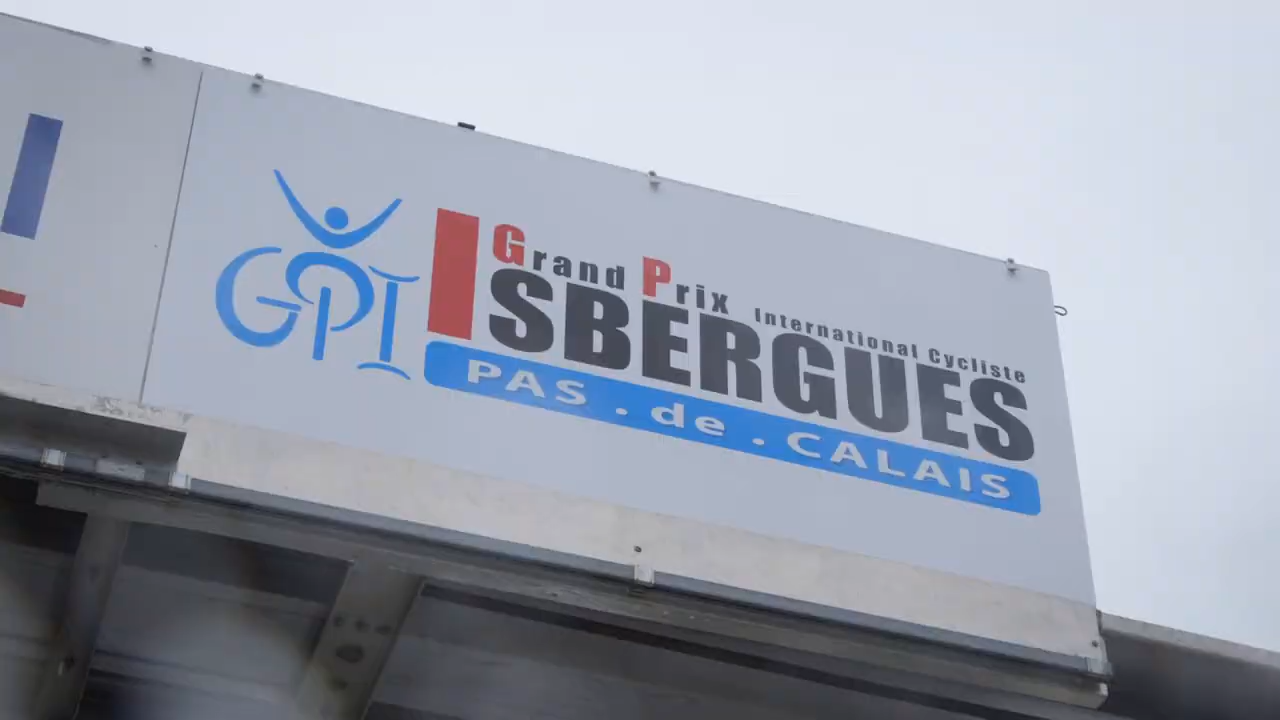 GPI
Grand Prix International Cycliste
ISBERGUES
PAS . de . CALAIS